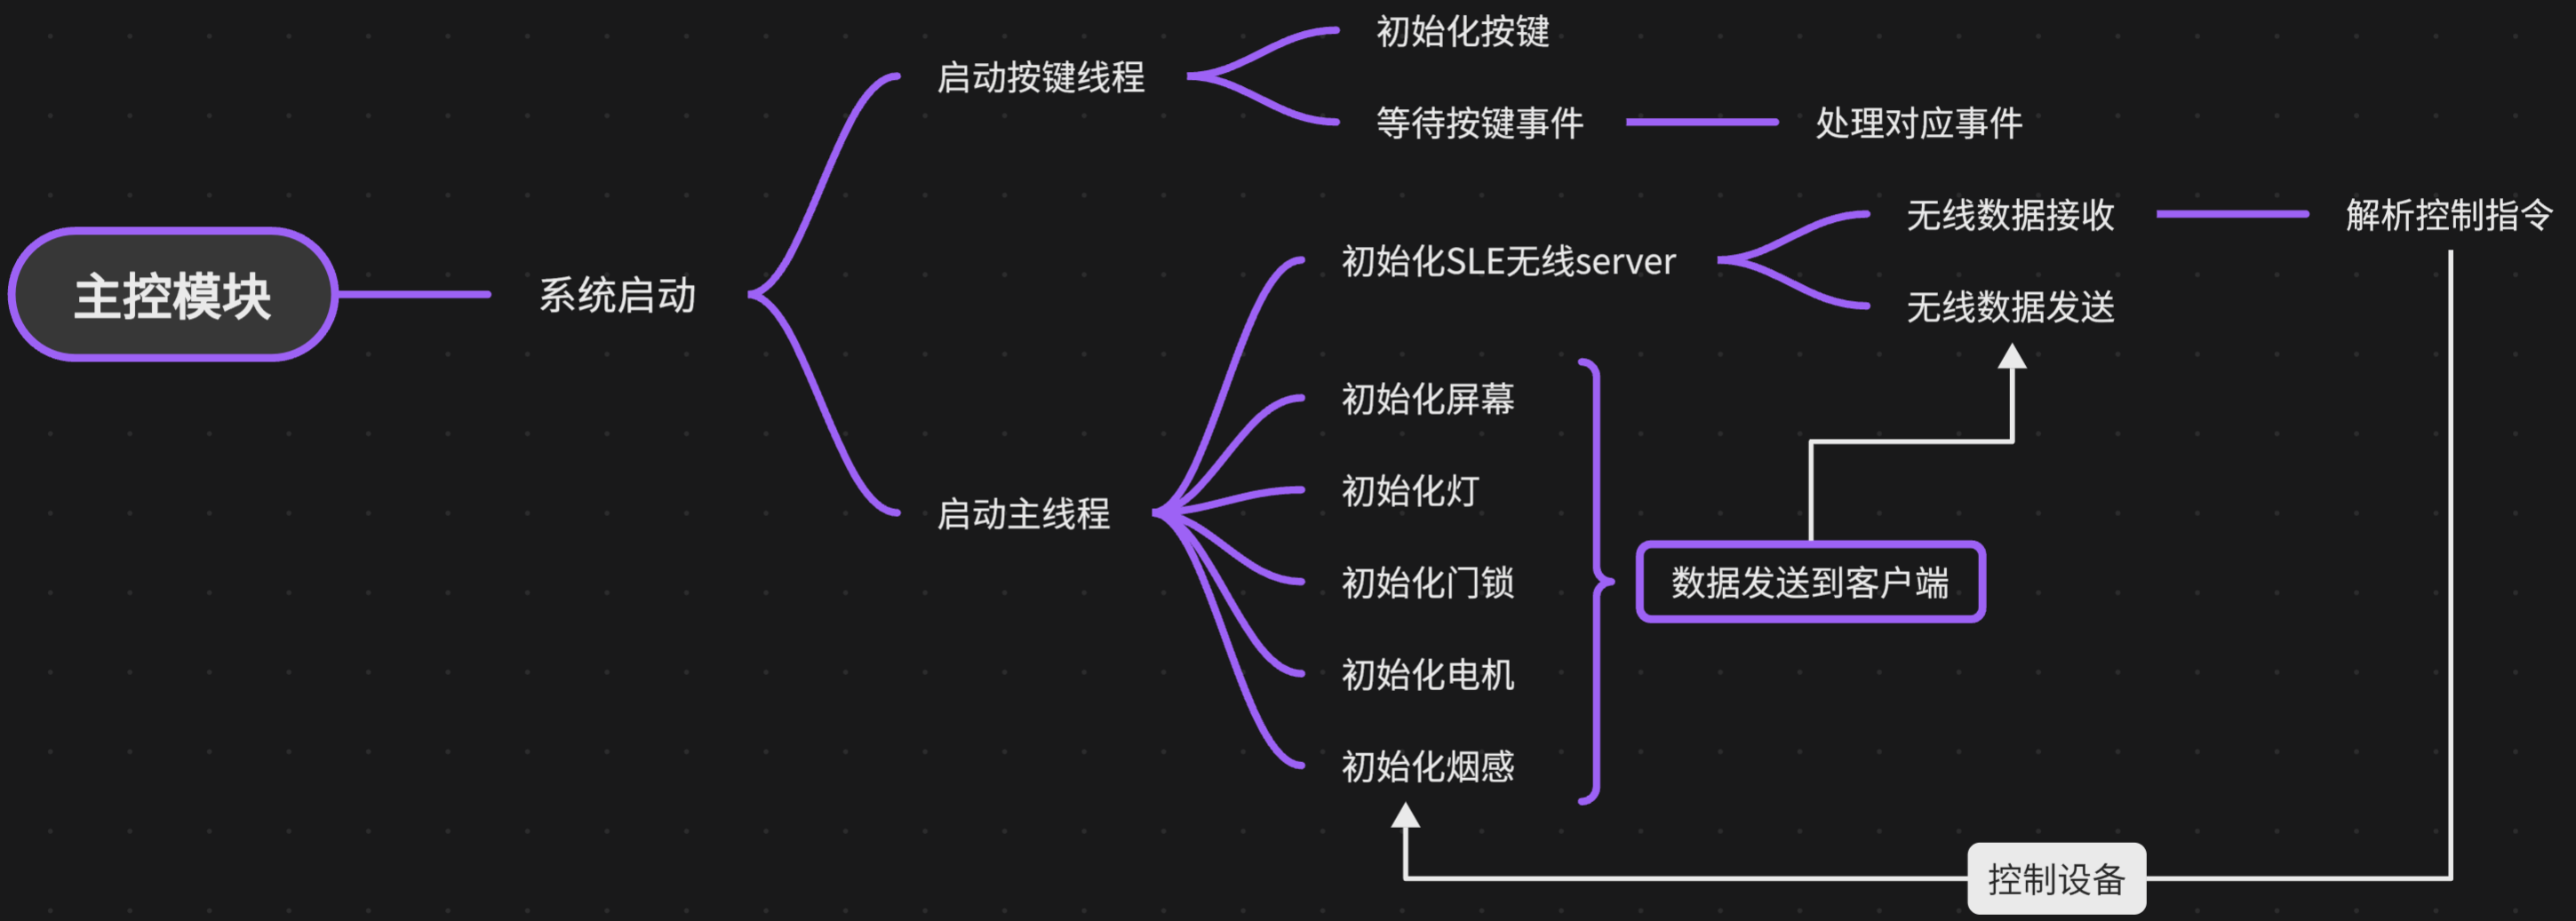 主控模块
系统启动
启动按键线程
初始化按键
等待按键事件
处理对应事件
启动主线程
初始化SLE无线server
无线数据接收
解析控制指令
无线数据发送
初始化屏幕
初始化灯
初始化门锁
初始化电机
初始化烟感
数据发送到客户端
控制设备